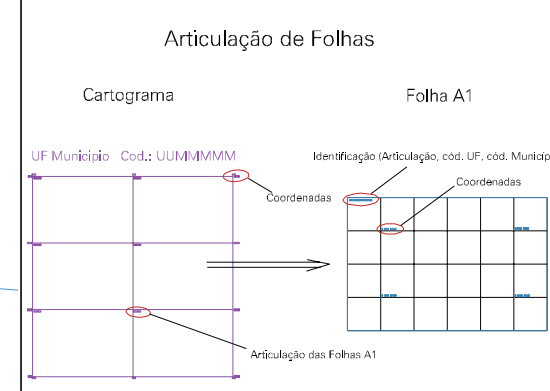 Articulação de Folhas
Cartograma
Folha A1
UF Municipio Cod.: UUMMMMM
Identificação (Articulação, cód. UF, cód. Municíp
Coordenadas
Coordenadas
Articulação das Folhas A1